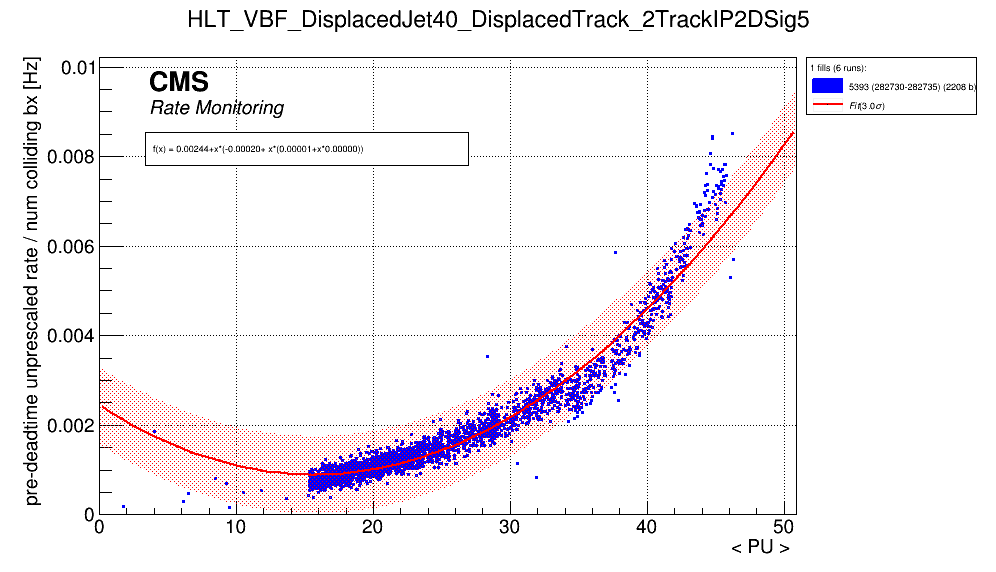 HLT_VBF_DisplacedJet40_DisplacedTrack_2TrackIP2DSig5
pre-deadtime unprescaled rate / num colliding bx [Hz]
0.01
0.008
0.006
0.004
0.002
0
CMS
Rate Monitoring
f(x) = 0.00244+x*(-0.00020+ x*(0.00001+x*0.00000))
0 10 20 30 40 50
< PU >
1 fills (6 runs):
5393 (282730-282735) (2208 b)
Fit(3.0σ)